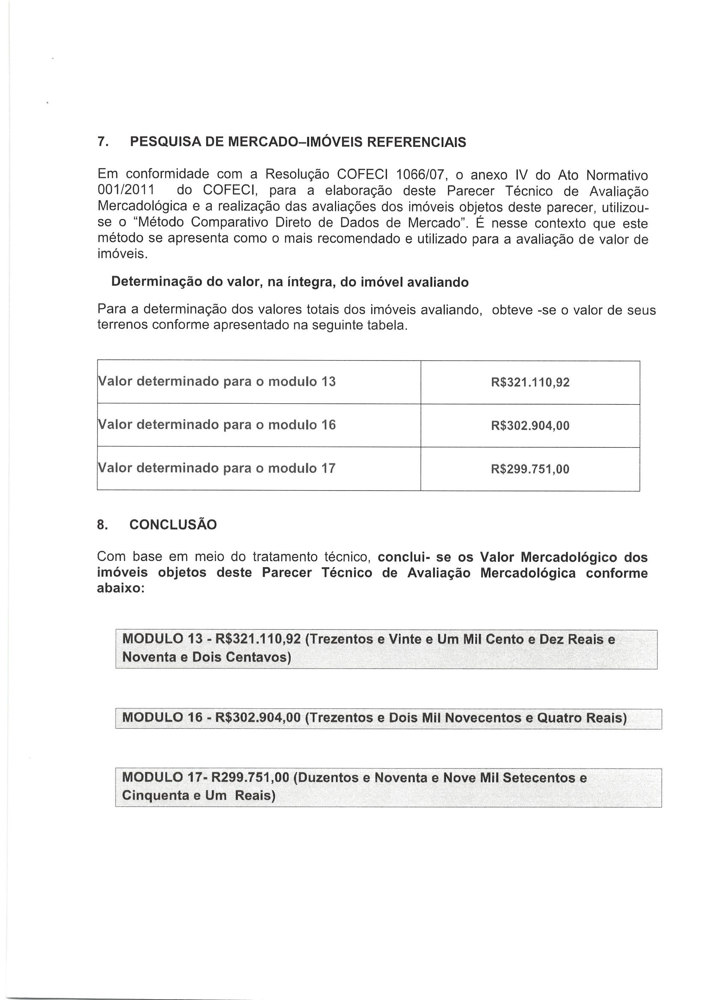 7. PESQUISA DE MERCADO–IMÓVEIS REFERENCIAIS
Em conformidade com a Resolução COFECI 1066/07, o anexo IV do Ato Normativo
001/2011 do COFECI, para a elaboração deste Parecer Técnico de Avaliação
Mercadológica e a realização das avaliações dos imóveis objetos deste parecer, utilizou-
se o “Método Comparativo Direto de Dados de Mercado”. É nesse contexto que este
método se apresenta como o mais recomendado e utilizado para a avaliação de valor de
imóveis.
Determinação do valor, na íntegra, do imóvel avaliando
Para a determinação dos valores totais dos imóveis avaliando, obteve -se o valor de seus
terrenos conforme apresentado na seguinte tabela.
Valor determinado para o modulo 13 R$321.110,92
Valor determinado para o modulo 16 R$302.904,00
Valor determinado para o modulo 17 R$299.751,00
8. CONCLUSÃO
Com base em meio do tratamento técnico, conclui- se os Valor Mercadológico dos
imóveis objetos deste Parecer Técnico de Avaliação Mercadológica conforme
abaixo:
MODULO 13 - R$321.110,92 (Trezentos e Vinte e Um Mil Cento e Dez Reais e
Noventa e Dois Centavos)
MODULO 16 - R$302.904,00 (Trezentos e Dois Mil Novecentos e Quatro Reais)
MODULO 17- R299.751,00 (Duzentos e Noventa e Nove Mil Setecentos e
Cinquenta e Um Reais)